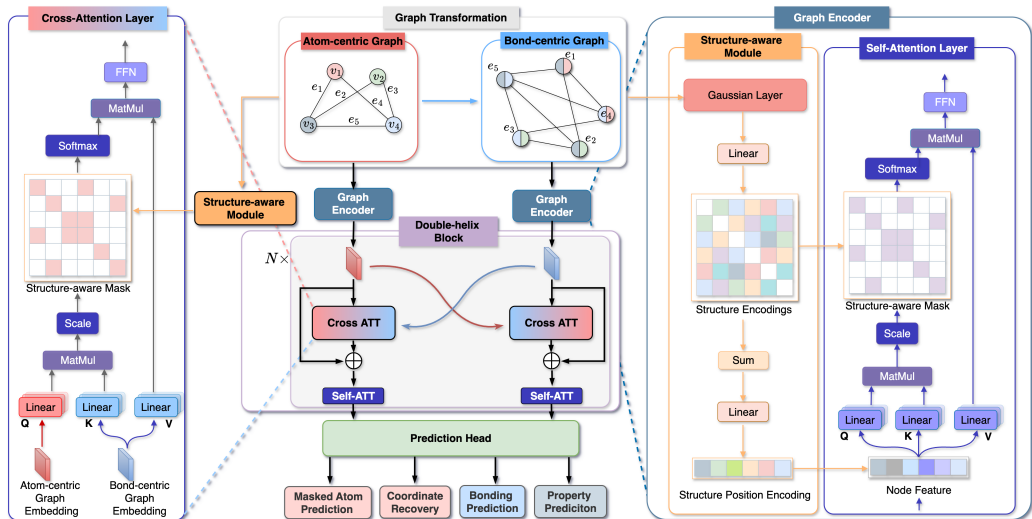 Cross-Attention Layer
FFN
MatMul
Softmax
Structure-aware Mask
Scale
MatMul
Linear
Linear
Linear
Q
K
V
Atom-centric
Graph
Embedding
Bond-centric
Graph
Embedding
Graph Transformation
Atom-centric Graph
v1
v2
e1
e2
e3
e4
v3
e5
v4
Bond-centric Graph
e1
e5
e4
e3
e2
Structure-aware
Module
Graph
Encoder
Graph
Encoder
Double-helix
Block
N×
Cross ATT
Cross ATT
Self-ATT
Self-ATT
Prediction Head
Masked Atom
Prediction
Coordinate
Recovery
Bonding
Prediction
Property
Prediciton
Graph Encoder
Structure-aware
Module
Gaussian Layer
Linear
Structure Encodings
Sum
Linear
Structure Position Encoding
Self-Attention Layer
FFN
MatMul
Softmax
Structure-aware Mask
Scale
MatMul
Linear
Linear
Linear
Q
K
V
Node Feature